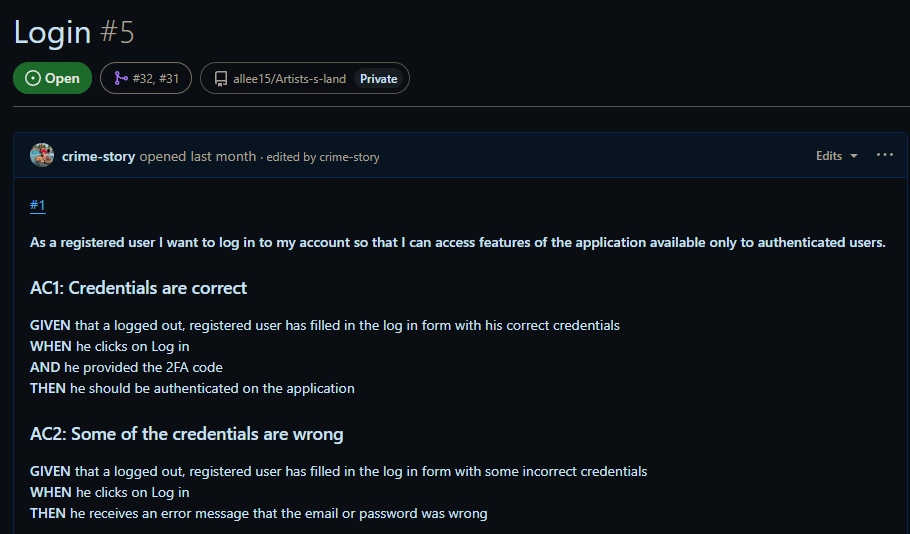 Login #5
Open #32, #31 allee15/Artists-s-land Private
crime-story opened last month · edited by crime-story Edits
#1
As a registered user I want to log in to my account so that I can access features of the application available only to authenticated users.
AC1: Credentials are correct
GIVEN that a logged out, registered user has filled in the log in form with his correct credentials
WHEN he clicks on Log in
AND he provided the 2FA code
THEN he should be authenticated on the application
AC2: Some of the credentials are wrong
GIVEN that a logged out, registered user has filled in the log in form with some incorrect credentials
WHEN he clicks on Log in
THEN he receives an error message that the email or password was wrong